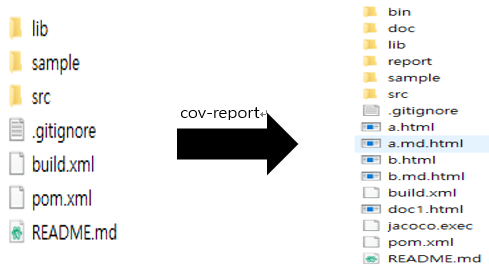 lib
sample
src
.gitignore
build.xml
pom.xml
README.md
cov-report
bin
doc
lib
report
sample
src
.gitignore
a.html
a.md.html
b.html
b.md.html
build.xml
doc1.html
jacoco.exec
pom.xml
README.md